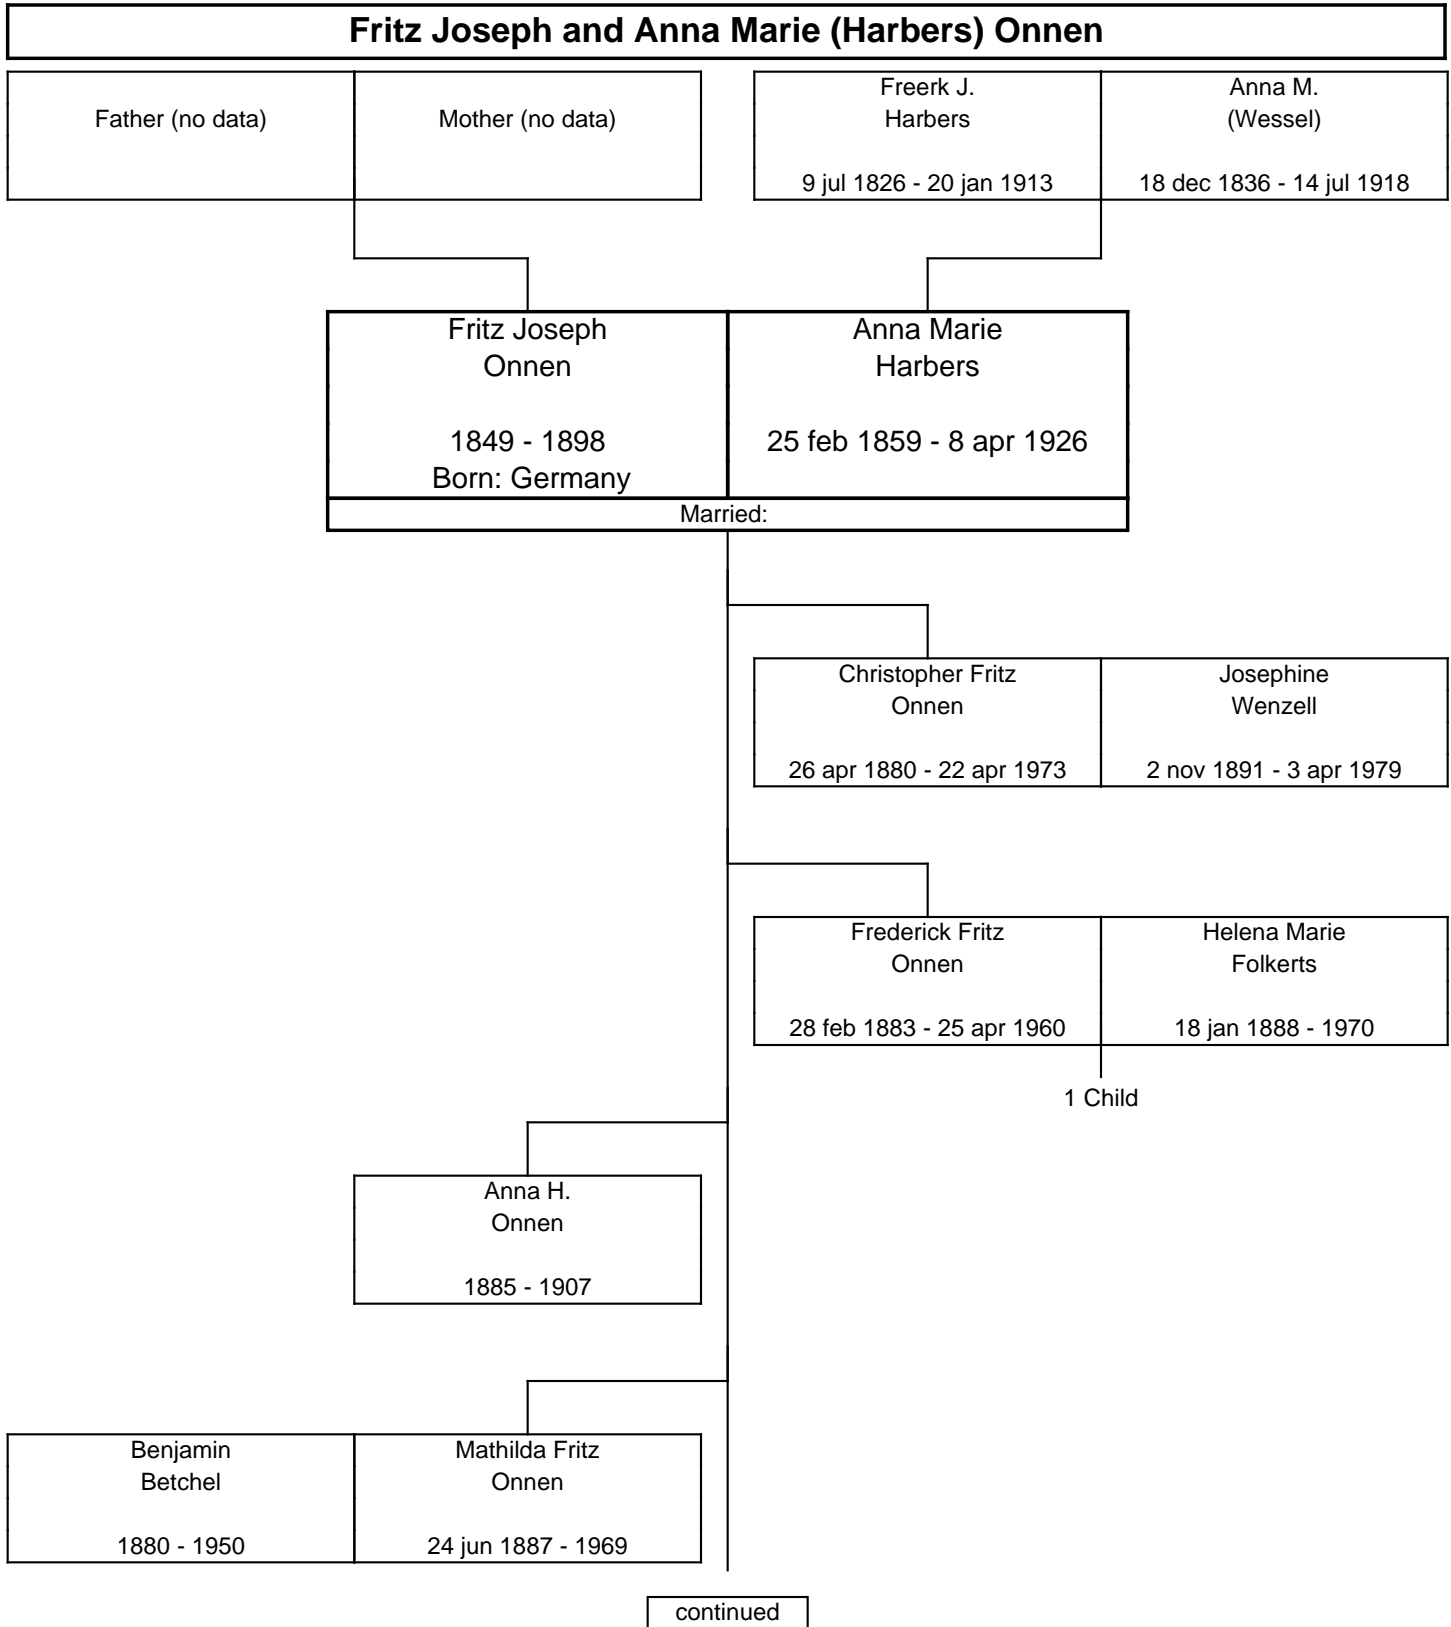 Fritz Joseph and Anna Marie (Harbers) Onnen
Father (no data)
Mother (no data)
Freerk J.
Harbers
9 jul 1826 - 20 jan 1913
Anna M.
(Wessel)
18 dec 1836 - 14 jul 1918
Fritz Joseph
Onnen
1849 - 1898
Born: Germany
Anna Marie
Harbers
25 feb 1859 - 8 apr 1926
Married:
Christopher Fritz
Onnen
26 apr 1880 - 22 apr 1973
Josephine
Wenzell
2 nov 1891 - 3 apr 1979
Frederick Fritz
Onnen
28 feb 1883 - 25 apr 1960
Helena Marie
Folkerts
18 jan 1888 - 1970
1 Child
Anna H.
Onnen
1885 - 1907
Benjamin
Betchel
1880 - 1950
Mathilda Fritz
Onnen
24 jun 1887 - 1969
continued